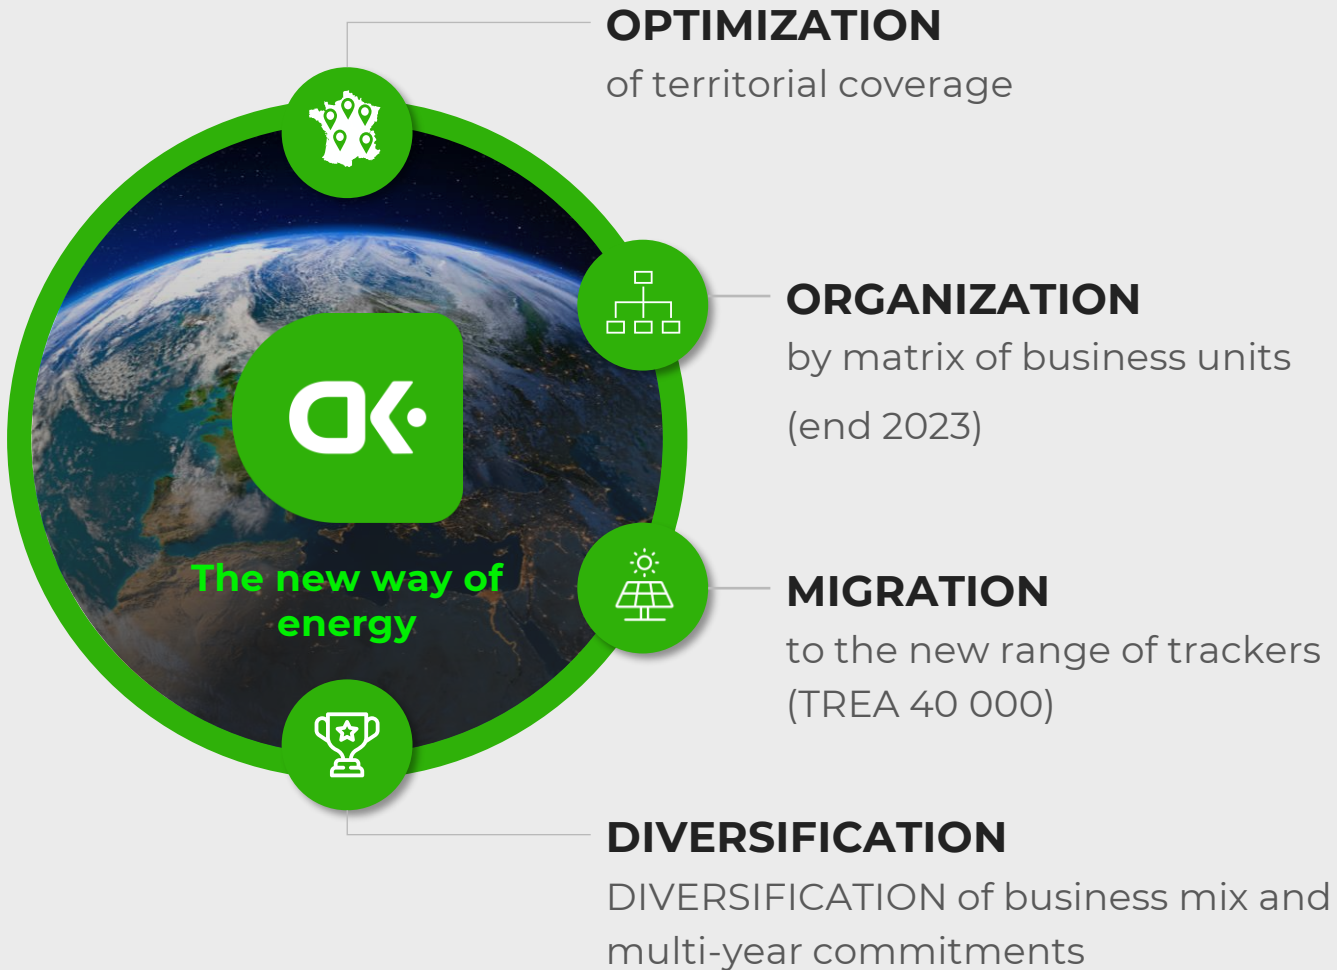 OPTIMIZATION
of territorial coverage
ORGANIZATION
by matrix of business units
(end 2023)
The new way of
energy
MIGRATION
to the new range of trackers
(TREA 40 000)
DIVERSIFICATION
DIVERSIFICATION of business mix and
multi-year commitments